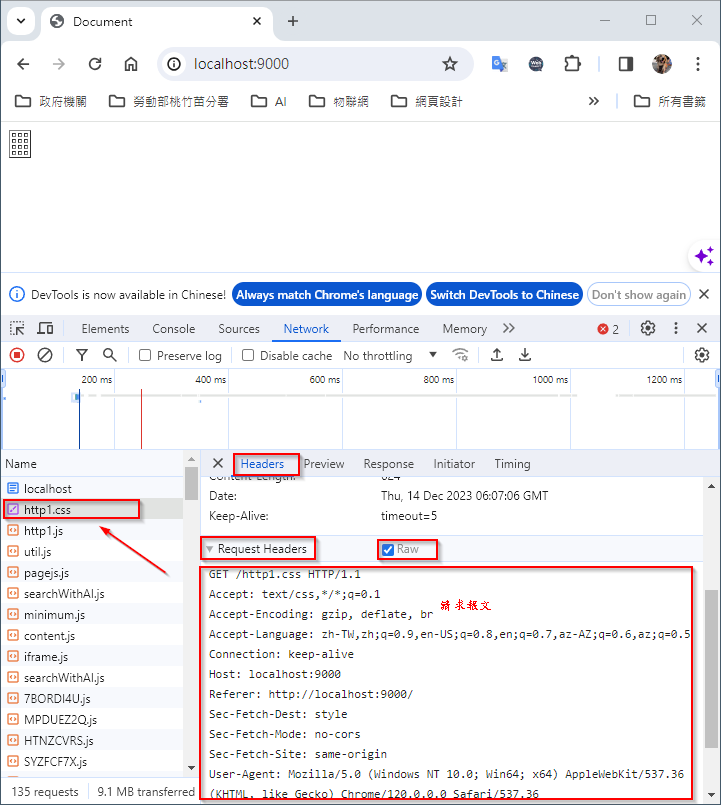 Document
localhost:9000
政府機關 勞動部桃竹苗分署 AI 物聯網 網頁設計 » 所有書籤
DevTools is now available in Chinese! Always match Chrome's language Switch DevTools to Chinese Don't show again
Elements Console Sources Network Performance Memory » 2
Preserve log Disable cache No throttling
200 ms 400 ms 600 ms 800 ms 1000 ms 1200 ms
Name
localhost
http1.css
http1.js
util.js
pagejs.js
searchWithAI.js
minimum.js
content.js
iframe.js
searchWithAI.js
7BORDI4U.js
MPDUEZ2Q.js
HTNZCVRS.js
SYZFCF7X.js
135 requests 9.1 MB transferred
Headers Preview Response Initiator Timing
Content-Length: 624
Date: Thu, 14 Dec 2023 06:07:06 GMT
Keep-Alive: timeout=5
Request Headers Raw
GET /http1.css HTTP/1.1
Accept: text/css,*/*;q=0.1
請求報文
Accept-Encoding: gzip, deflate, br
Accept-Language: zh-TW,zh;q=0.9,en-US;q=0.8,en;q=0.7,az-AZ;q=0.6,az;q=0.5
Connection: keep-alive
Host: localhost:9000
Referer: http://localhost:9000/
Sec-Fetch-Dest: style
Sec-Fetch-Mode: no-cors
Sec-Fetch-Site: same-origin
User-Agent: Mozilla/5.0 (Windows NT 10.0; Win64; x64) AppleWebKit/537.36
(KHTML, like Gecko) Chrome/120.0.0.0 Safari/537.36